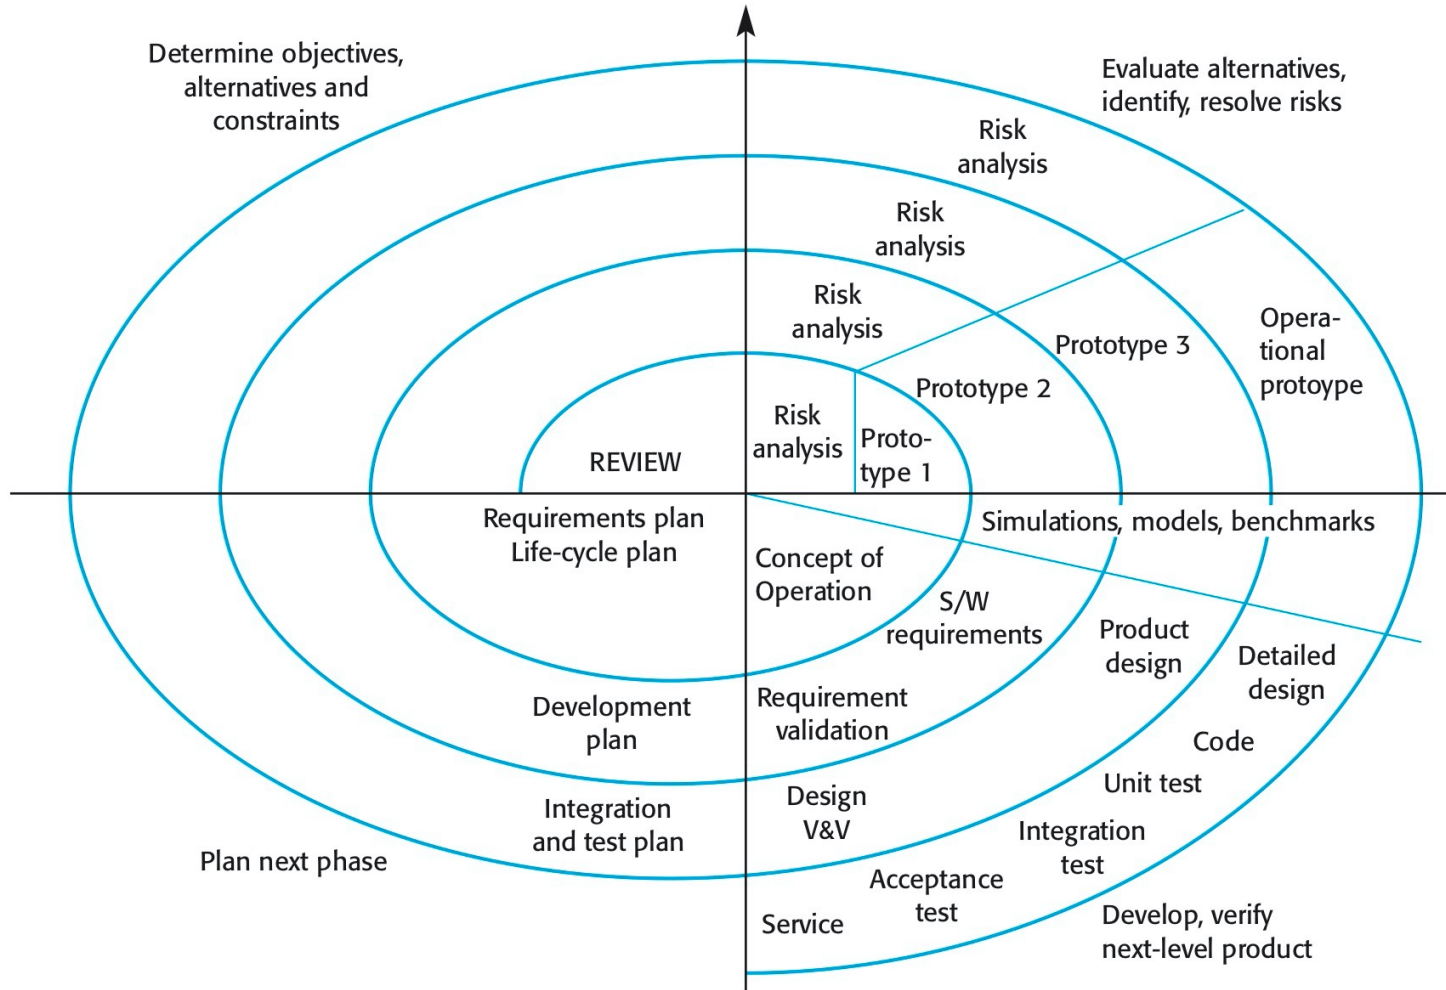 Determine objectives,
alternatives and
constraints
Evaluate alternatives,
identify, resolve risks
Risk
analysis
Risk
analysis
Risk
analysis
Opera-
tional
protoype
Prototype 3
Prototype 2
Risk
analysis
Proto-
type 1
REVIEW
Requirements plan
Life-cycle plan
Simulations, models, benchmarks
Concept of
Operation
S/W
requirements
Product
design
Detailed
design
Development
plan
Requirement
validation
Code
Unit test
Integration
and test plan
Design
V&V
Integration
test
Plan next phase
Acceptance
test
Service
Develop, verify
next-level product